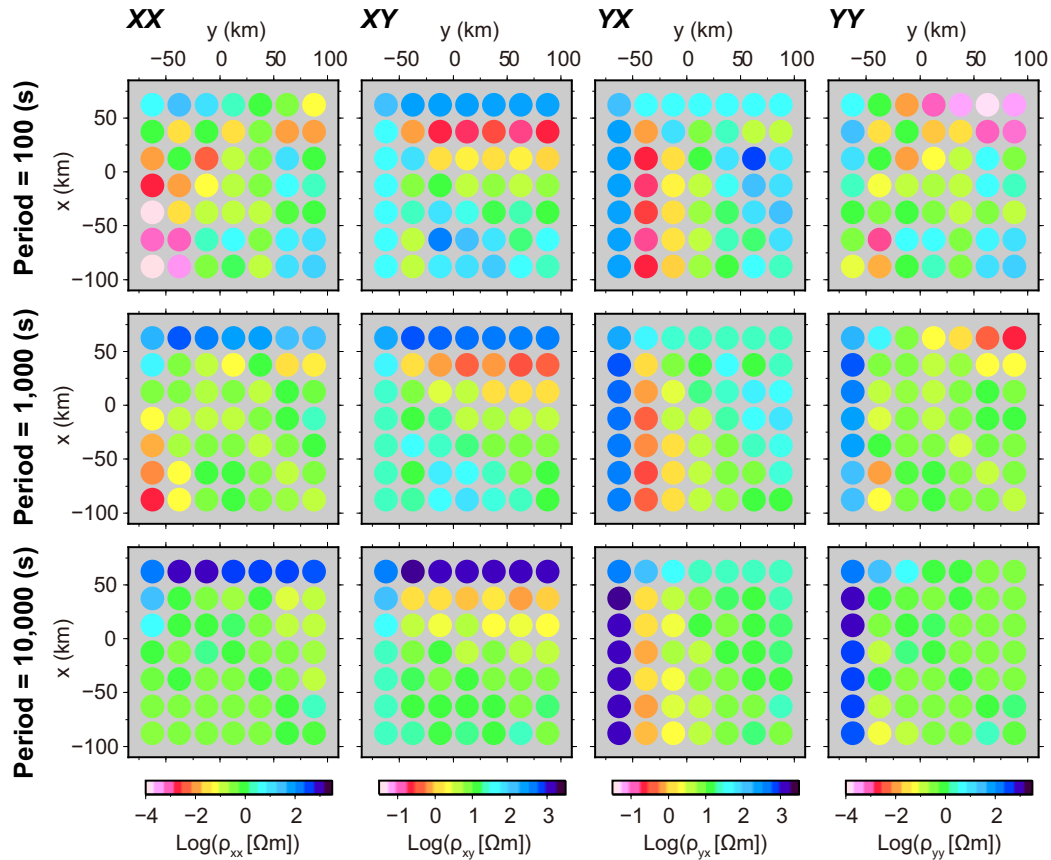 XX XY YX YY
y (km) y (km) y (km) y (km)
−50 0 50 100 −50 0 50 100 −50 0 50 100 −50 0 50 100
Period = 100 (s)
x (km)
50
0
−50
−100
Period = 1,000 (s)
x (km)
50
0
−50
−100
Period = 10,000 (s)
x (km)
50
0
−50
−100
−4 −2 0 2 −1 0 1 2 3 −1 0 1 2 3 −4 −2 0 2
Log(ρxx [Ωm]) Log(ρxy [Ωm]) Log(ρyx [Ωm]) Log(ρyy [Ωm])